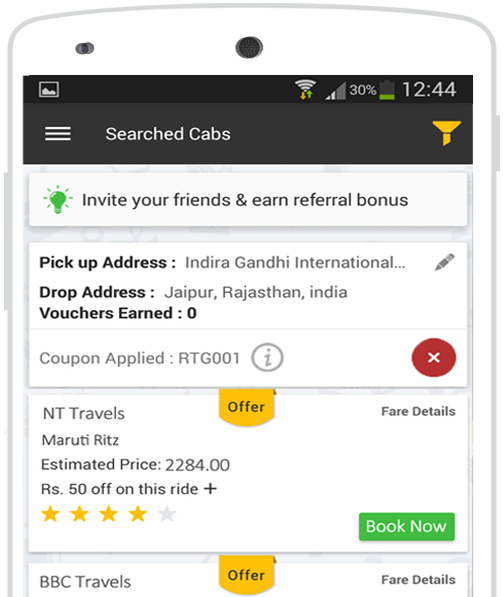 30% 12:44
Searched Cabs
Invite your friends & earn referral bonus
Pick up Address : Indira Gandhi International...
Drop Address : Jaipur, Rajasthan, india
Vouchers Earned : 0
Coupon Applied : RTG001 i
NT Travels Offer Fare Details
Maruti Ritz
Estimated Price: 2284.00
Rs. 50 off on this ride +
Book Now
BBC Travels Offer Fare Details